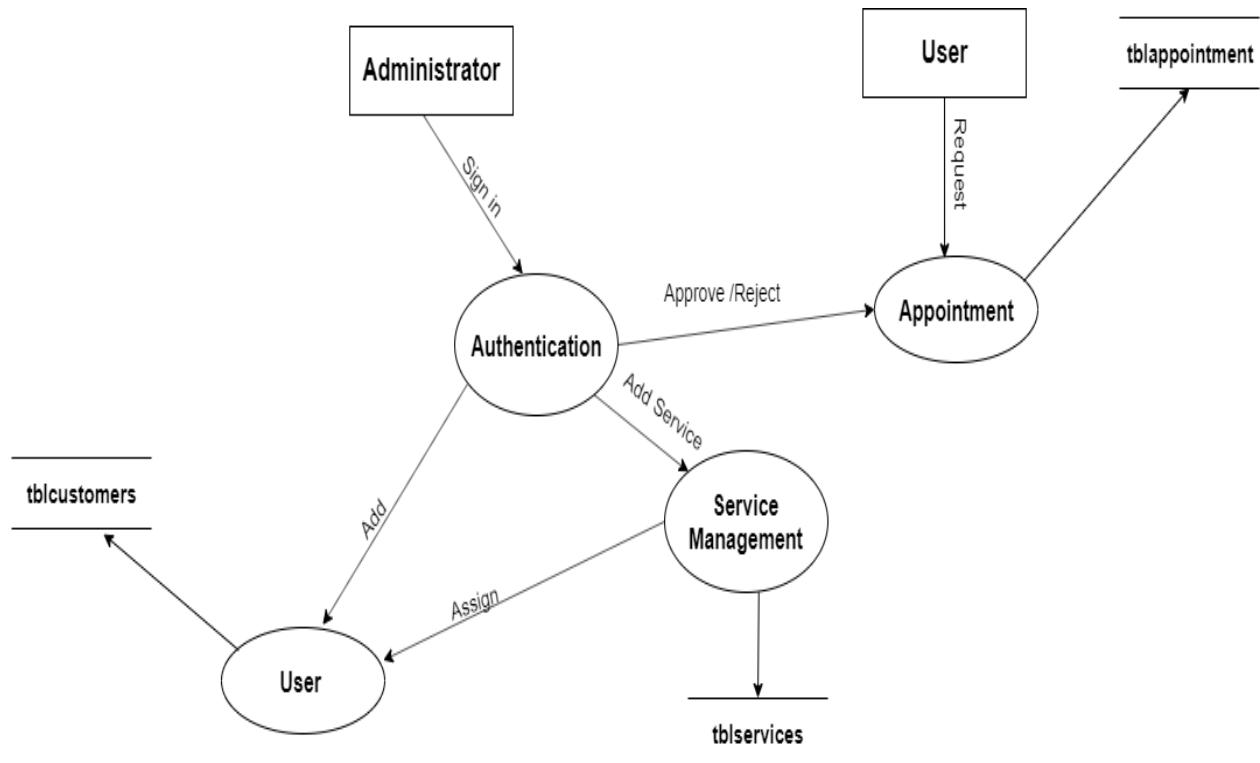 Administrator
User
tblappointment
Sign in
Request
Approve /Reject
Appointment
Authentication
Add Service
tblcustomers
Service
Management
Add
Assign
User
tblservices